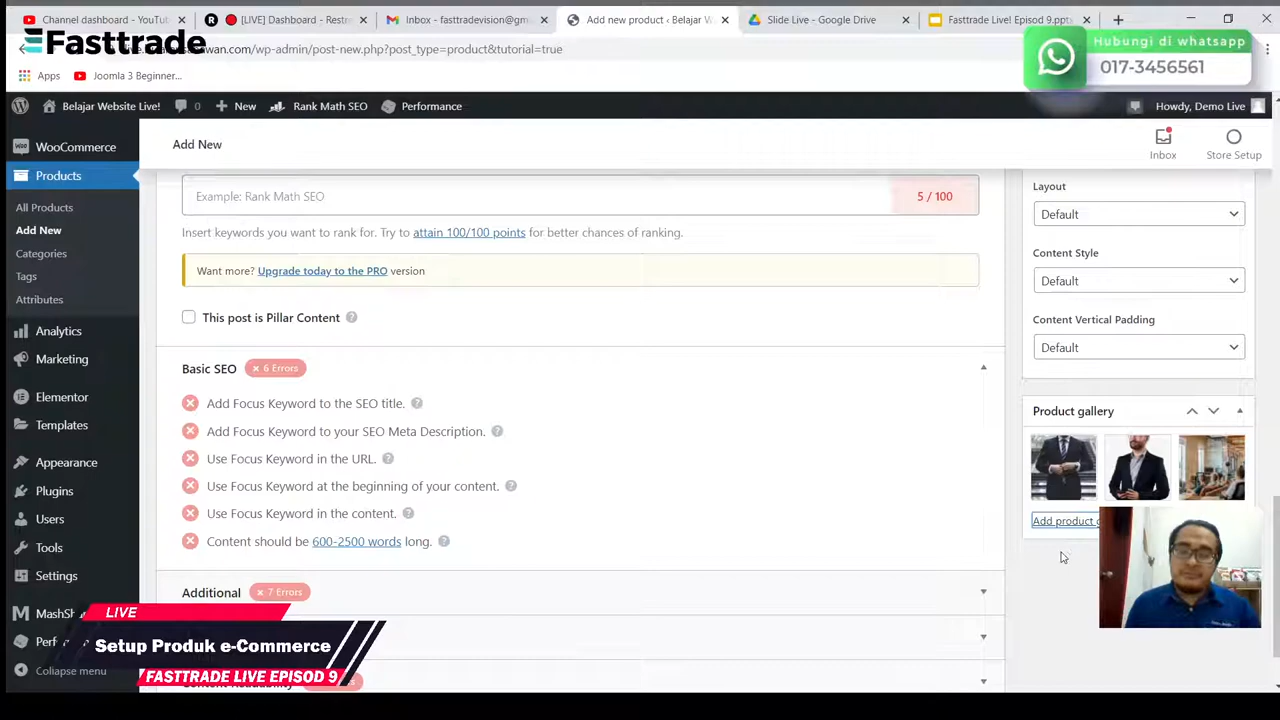 Channel dashboard - YouTu
[LIVE] Dashboard - Restre
Inbox - fasttradevision@gm
Add new product ‹ Belajar W
Slide Live - Google Drive
Fasttrade Live! Episod 9.pp
Fasttrade
wan.com/wp-admin/post-new.php?post_type=product&tutorial=true
Hubungi di whatsapp
017-3456561
Apps
Joomla 3 Beginner...
Belajar Website Live!
0
New
Rank Math SEO
Performance
Howdy, Demo Live
WooCommerce
Products
All Products
Add New
Categories
Tags
Attributes
Analytics
Marketing
Elementor
Templates
Appearance
Plugins
Users
Tools
Settings
MashSh
Perf
Collapse menu
Add New
Inbox
Store Setup
Example: Rank Math SEO
5 / 100
Insert keywords you want to rank for. Try to attain 100/100 points for better chances of ranking.
Want more? Upgrade today to the PRO version
This post is Pillar Content
Basic SEO
6 Errors
Add Focus Keyword to the SEO title.
Add Focus Keyword to your SEO Meta Description.
Use Focus Keyword in the URL.
Use Focus Keyword at the beginning of your content.
Use Focus Keyword in the content.
Content should be 600-2500 words long.
Additional
7 Errors
Layout
Default
Content Style
Default
Content Vertical Padding
Default
Product gallery
Add product
LIVE
Setup Produk e-Commerce
FASTTRADE LIVE EPISOD 9